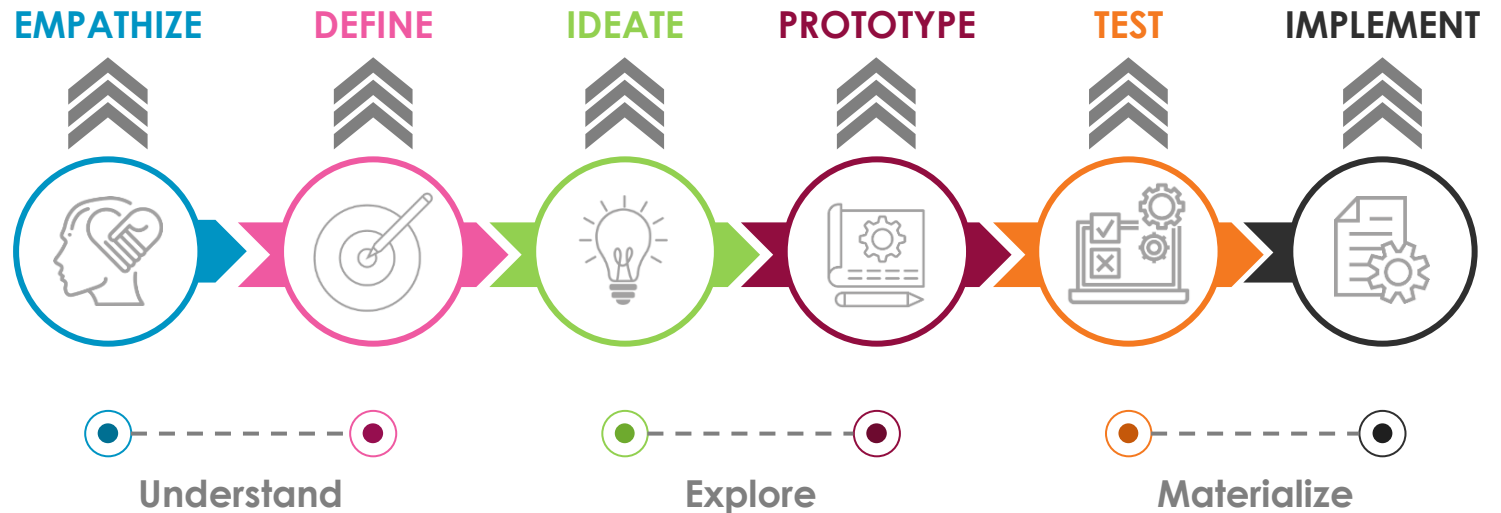 EMPATHIZE
DEFINE
IDEATE
PROTOTYPE
TEST
IMPLEMENT
Understand
Explore
Materialize